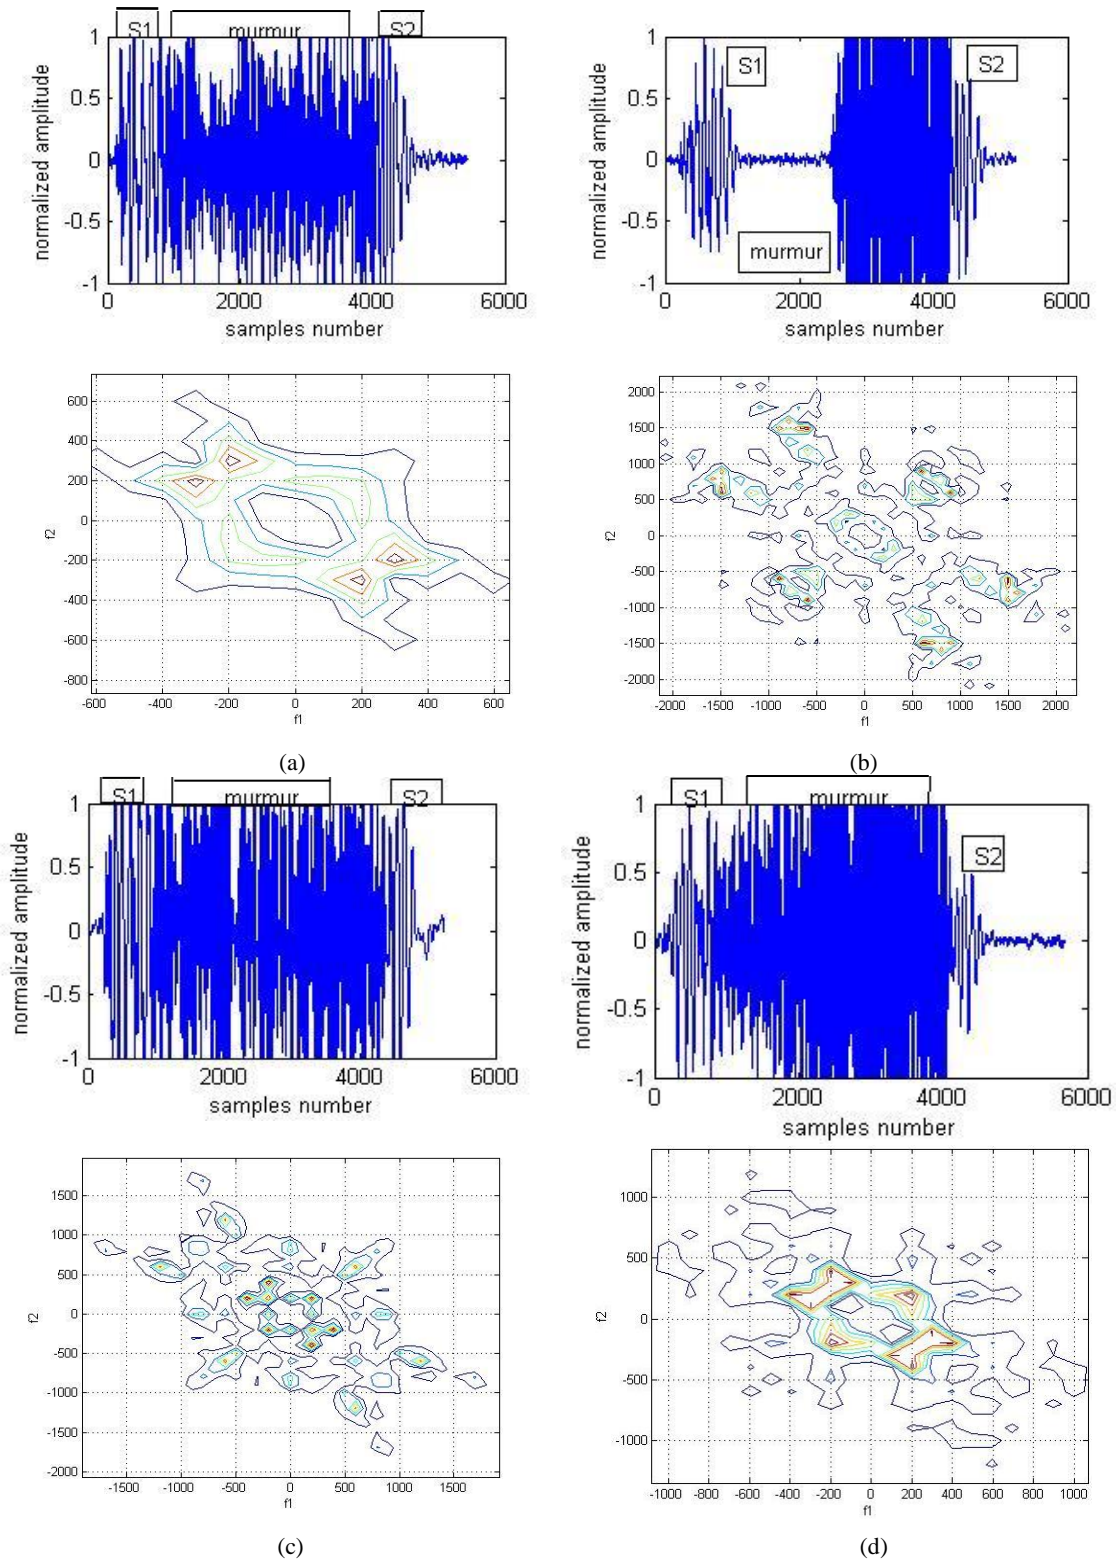 S1 murmur S2
1
0.5
0
-0.5
-1
normalized amplitude
0 2000 4000 6000
samples number
S1
S2
murmur
1
0.5
0
-0.5
-1
normalized amplitude
0 2000 4000 6000
samples number
600
400
200
0
-200
-400
-600
-800
f2
-600 -400 -200 0 200 400 600
f1
2000
1500
1000
500
0
-500
-1000
-1500
-2000
f2
-2000 -1500 -1000 -500 0 500 1000 1500 2000
f1
(a)
(b)
S1 murmur S2
1
0.5
0
-0.5
-1
normalized amplitude
0 2000 4000 6000
samples number
S1 murmur
S2
1
0.5
0
-0.5
-1
normalized amplitude
0 2000 4000 6000
samples number
1500
1000
500
0
-500
-1000
-1500
-2000
f2
-1500 -1000 -500 0 500 1000 1500
f1
1000
500
0
-500
-1000
f2
-1000 -800 -600 -400 -200 0 200 400 600 800 1000
f1
(c)
(d)